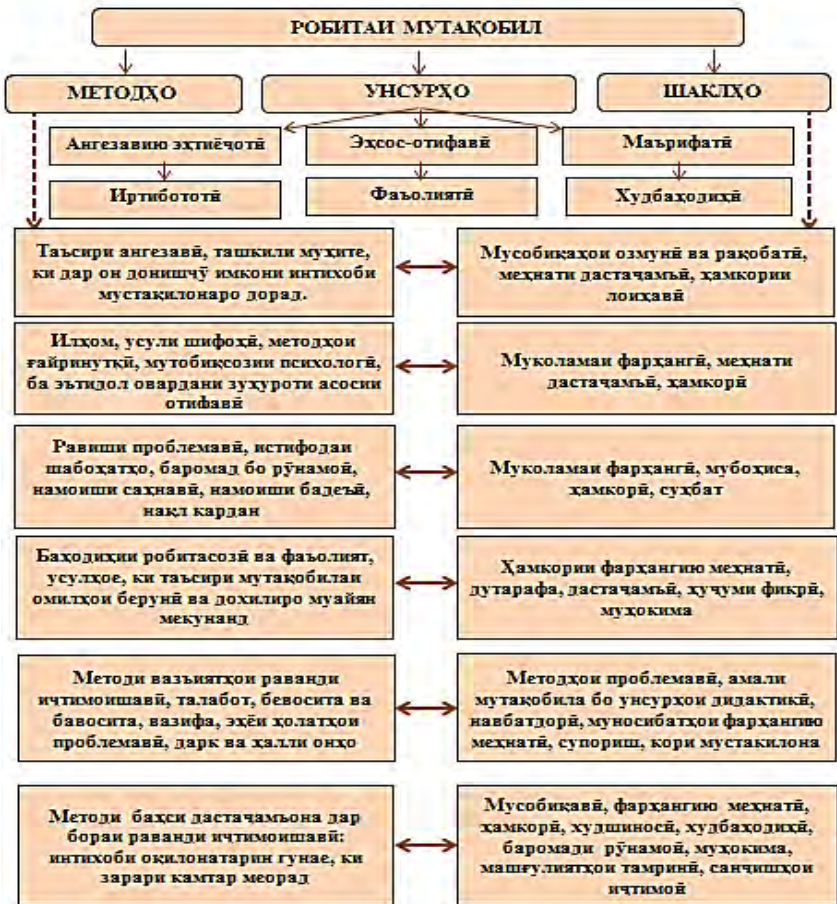 РОБИТАИ МУТАҚОБИЛ
МЕТОДҲО
УНСУРҲО
ШАКЛҲО
Ангезавию эҳтиёҷотӣ
Эҳсос-отифавӣ
Маърифатӣ
Иртибототӣ
Фаъолиятӣ
Худбаҳодиҳӣ
Таъсири ангезавӣ, ташкили муҳите,
ки дар он донишҷӯ имкони интихоби
мустақилонаро дорад.
Мусобиқаҳои озмунӣ ва рақобатӣ,
меҳнати дастаҷамъӣ, ҳамкории
лоиҳавӣ
Илҳом, усули шифоҳӣ, методҳои
ғайринутқӣ, мутобиқсозии психологӣ,
ба эътидол овардани зуҳуроти асосии
отифавӣ
Муколамаи фарҳангӣ, меҳнати
дастаҷамъӣ, ҳамкорӣ
Равиши проблемавӣ, истифодаи
шабоҳатҳо, баромад бо рӯнамоӣ,
намоиши саҳнавӣ, намоиши бадеъӣ,
нақл кардан
Муколамаи фарҳангӣ, мубоҳиса,
ҳамкорӣ, суҳбат
Баҳодиҳии робитасозӣ ва фаъолият,
усулҳое, ки таъсири мутақобилаи
омилҳои берунӣ ва дохилиро муайян
мекунанд
Ҳамкории фарҳангию меҳнатӣ,
дутарафа, дастаҷамъӣ, ҳуҷуми фикрӣ,
муҳокима
Методи вазъиятҳои раванди
иҷтимоишавӣ, талабот, бевосита ва
бавосита, вазифа, эҳёи ҳолатҳои
проблемавӣ, дарк ва ҳалли онҳо
Методҳои проблемавӣ, амали
мутақобила бо унсурҳои дидактикӣ,
навбатдорӣ, муносибатҳои фарҳангию
меҳнатӣ, супориш, кори мустакилона
Методи баҳси дастаҷамъона дар
бораи раванди иҷтимоишавӣ:
интихоби оқилонатарин гунае, ки
зарари камтар меорад
Мусобиқавӣ, фарҳангию меҳнатӣ,
ҳамкорӣ, худшиносӣ, худбаҳодиҳӣ,
баромади рӯнамоӣ, муҳокима,
машғулиятҳои тамринӣ, санҷишҳои
иҷтимоӣ